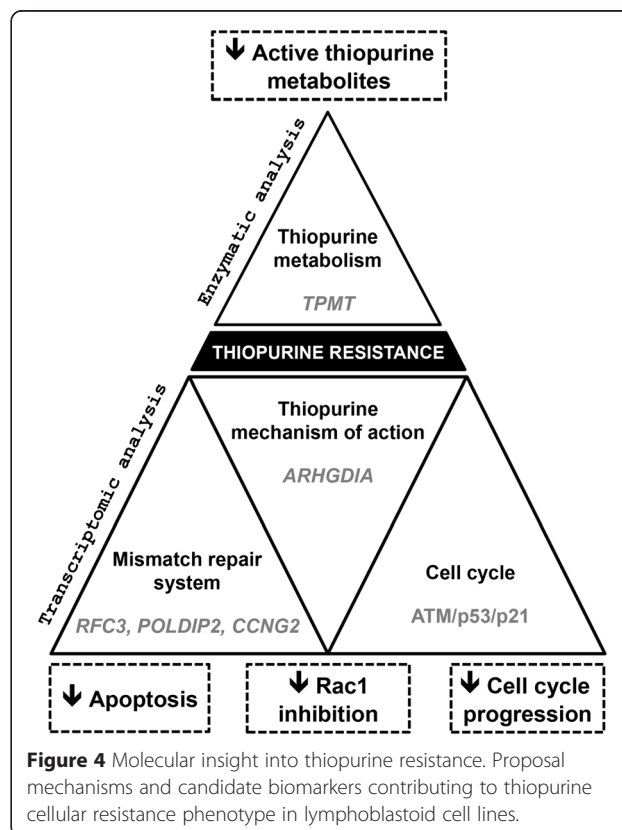 ↓ Active thiopurine
metabolites
Enzymatic analysis
Thiopurine
metabolism
TPMT
THIOPURINE RESISTANCE
Transcriptomic analysis
Thiopurine
mechanism of action
ARHGDIA
Mismatch repair
system
RFC3, POLDIP2, CCNG2
Cell cycle
ATM/p53/p21
↓ Apoptosis
↓ Rac1
inhibition
↓ Cell cycle
progression
Figure 4 Molecular insight into thiopurine resistance. Proposal
mechanisms and candidate biomarkers contributing to thiopurine
cellular resistance phenotype in lymphoblastoid cell lines.